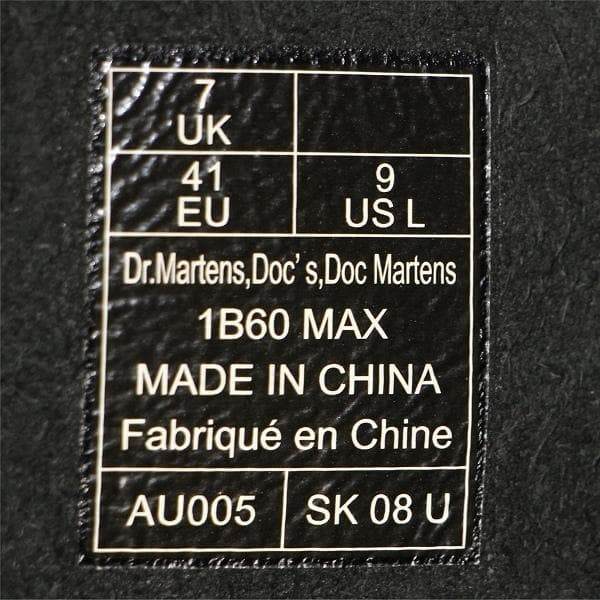 7
UK
41
EU
9
US L
Dr.Martens,Doc's,Doc Martens
1B60 MAX
MADE IN CHINA
Fabriqué en Chine
AU005
SK 08 U